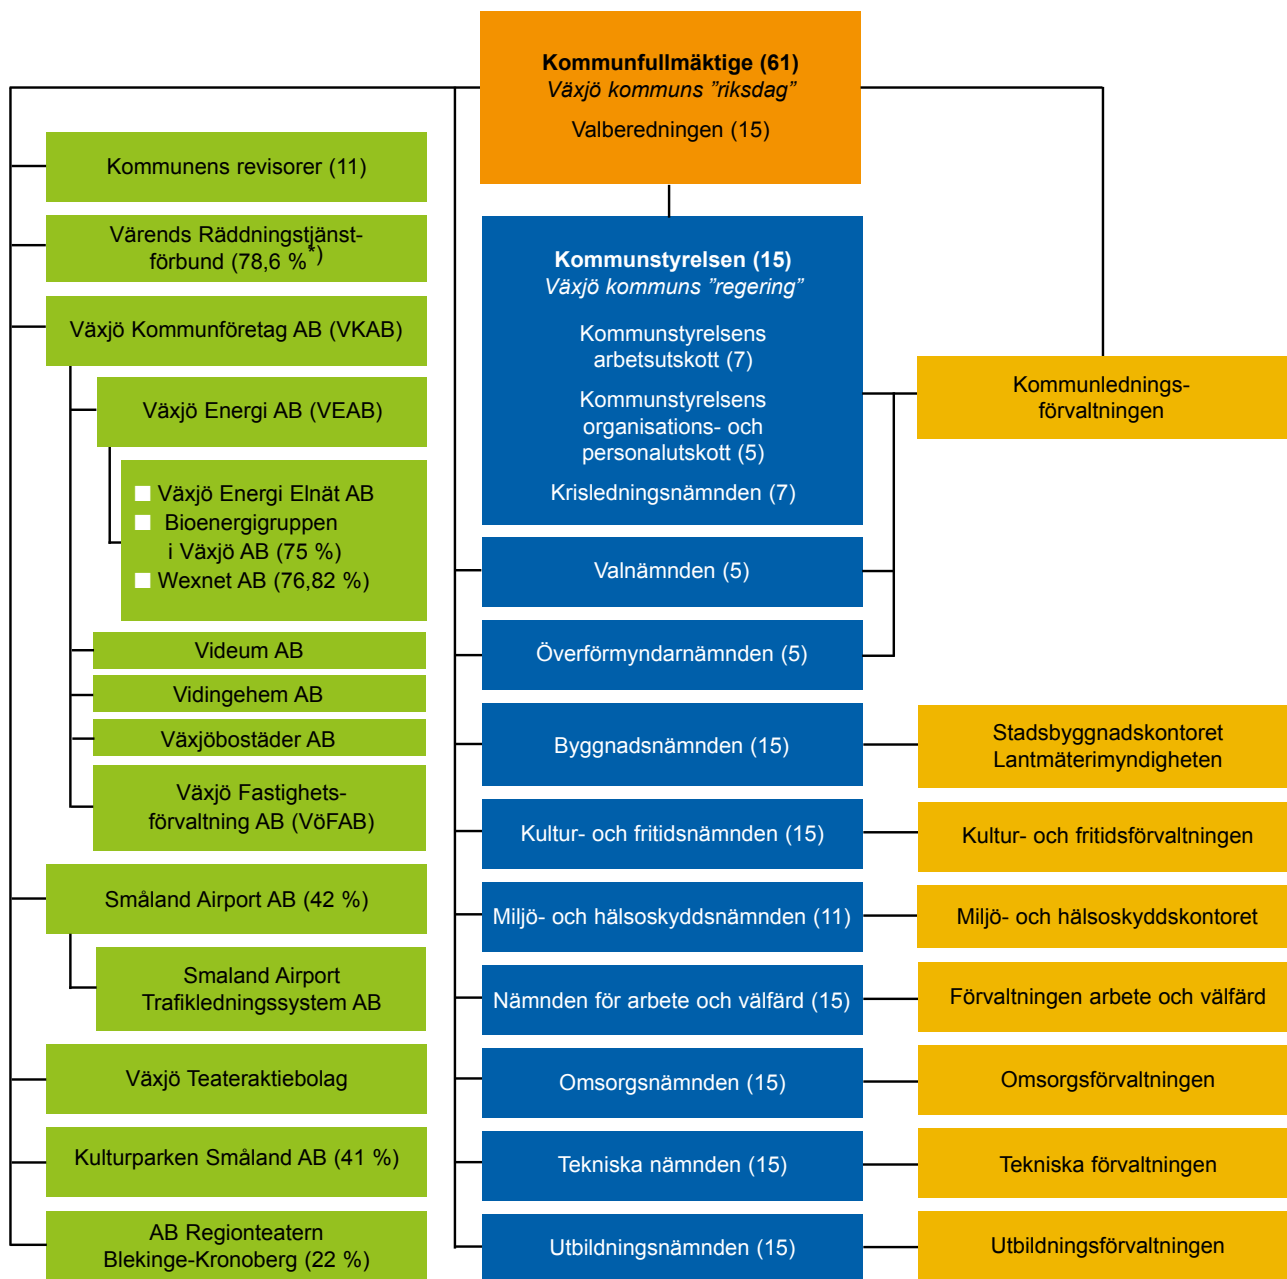 Kommunfullmäktige (61)
Växjö kommuns ”riksdag”
Valberedningen (15)
Kommunens revisorer (11)
Värends Räddningstjänst-
förbund (78,6 %*)
Växjö Kommunföretag AB (VKAB)
Växjö Energi AB (VEAB)
Växjö Energi Elnät AB
Bioenergigruppen
i Växjö AB (75 %)
Wexnet AB (76,82 %)
Videum AB
Vidingehem AB
Växjöbostäder AB
Växjö Fastighets-
förvaltning AB (VöFAB)
Småland Airport AB (42 %)
Smaland Airport
Trafikledningssystem AB
Växjö Teateraktiebolag
Kulturparken Småland AB (41 %)
AB Regionteatern
Blekinge-Kronoberg (22 %)
Kommunstyrelsen (15)
Växjö kommuns ”regering”
Kommunstyrelsens
arbetsutskott (7)
Kommunstyrelsens
organisations- och
personalutskott (5)
Krisledningsnämnden (7)
Valnämnden (5)
Överförmyndarnämnden (5)
Byggnadsnämnden (15)
Kultur- och fritidsnämnden (15)
Miljö- och hälsoskyddsnämnden (11)
Nämnden för arbete och välfärd (15)
Omsorgsnämnden (15)
Tekniska nämnden (15)
Utbildningsnämnden (15)
Kommunlednings-
förvaltningen
Stadsbyggnadskontoret
Lantmäterimyndigheten
Kultur- och fritidsförvaltningen
Miljö- och hälsoskyddskontoret
Förvaltningen arbete och välfärd
Omsorgsförvaltningen
Tekniska förvaltningen
Utbildningsförvaltningen